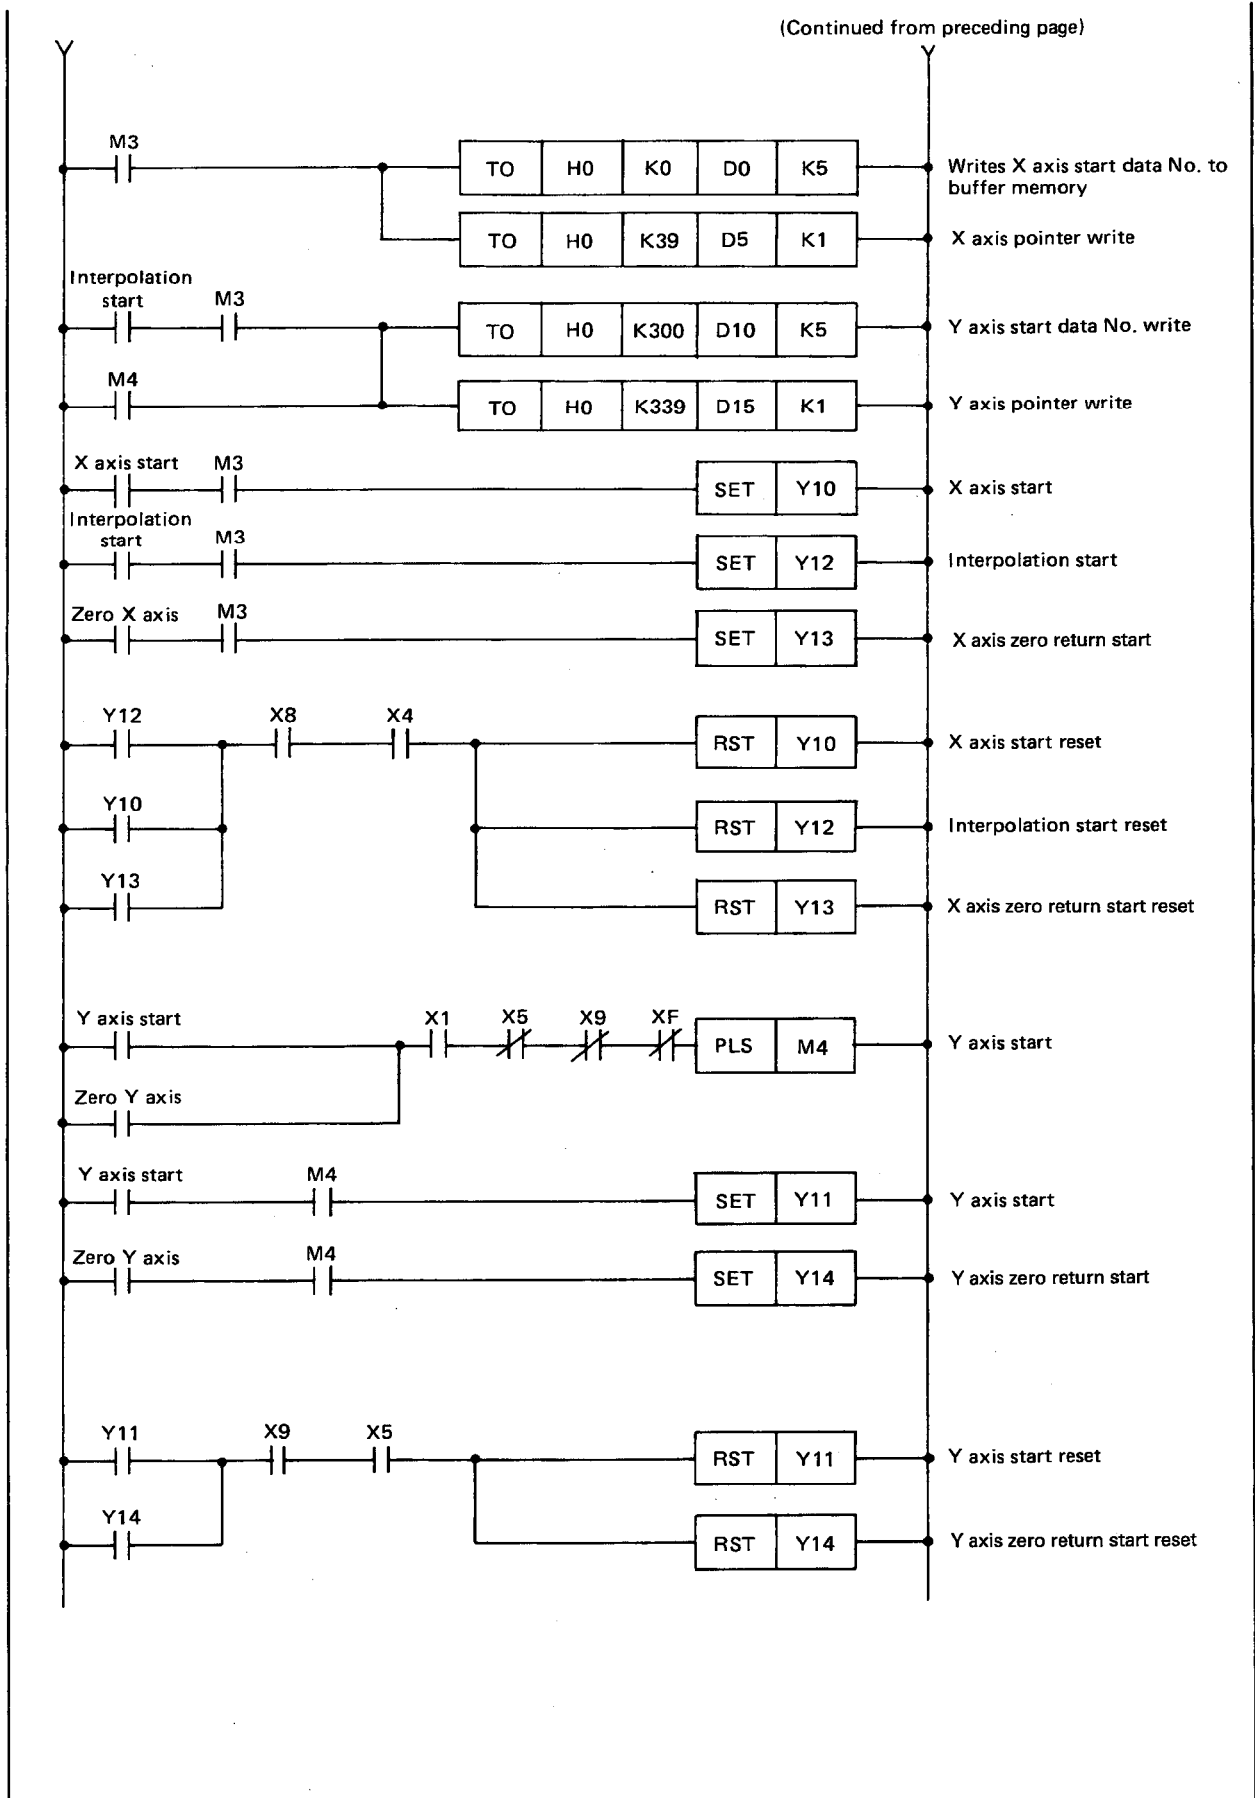 (Continued from preceding page)
M3
TO H0 K0 D0 K5
Writes X axis start data No. to
buffer memory
TO H0 K39 D5 K1
X axis pointer write
Interpolation
start
M3
TO H0 K300 D10 K5
Y axis start data No. write
M4
TO H0 K339 D15 K1
Y axis pointer write
X axis start M3
SET Y10
X axis start
Interpolation
start
M3
SET Y12
Interpolation start
Zero X axis M3
SET Y13
X axis zero return start
Y12 X8 X4
RST Y10
X axis start reset
Y10
RST Y12
Interpolation start reset
Y13
RST Y13
X axis zero return start reset
Y axis start X1 X5 X9 XF
PLS M4
Y axis start
Zero Y axis
Y axis start M4
SET Y11
Y axis start
Zero Y axis M4
SET Y14
Y axis zero return start
Y11 X9 X5
RST Y11
Y axis start reset
Y14
RST Y14
Y axis zero return start reset